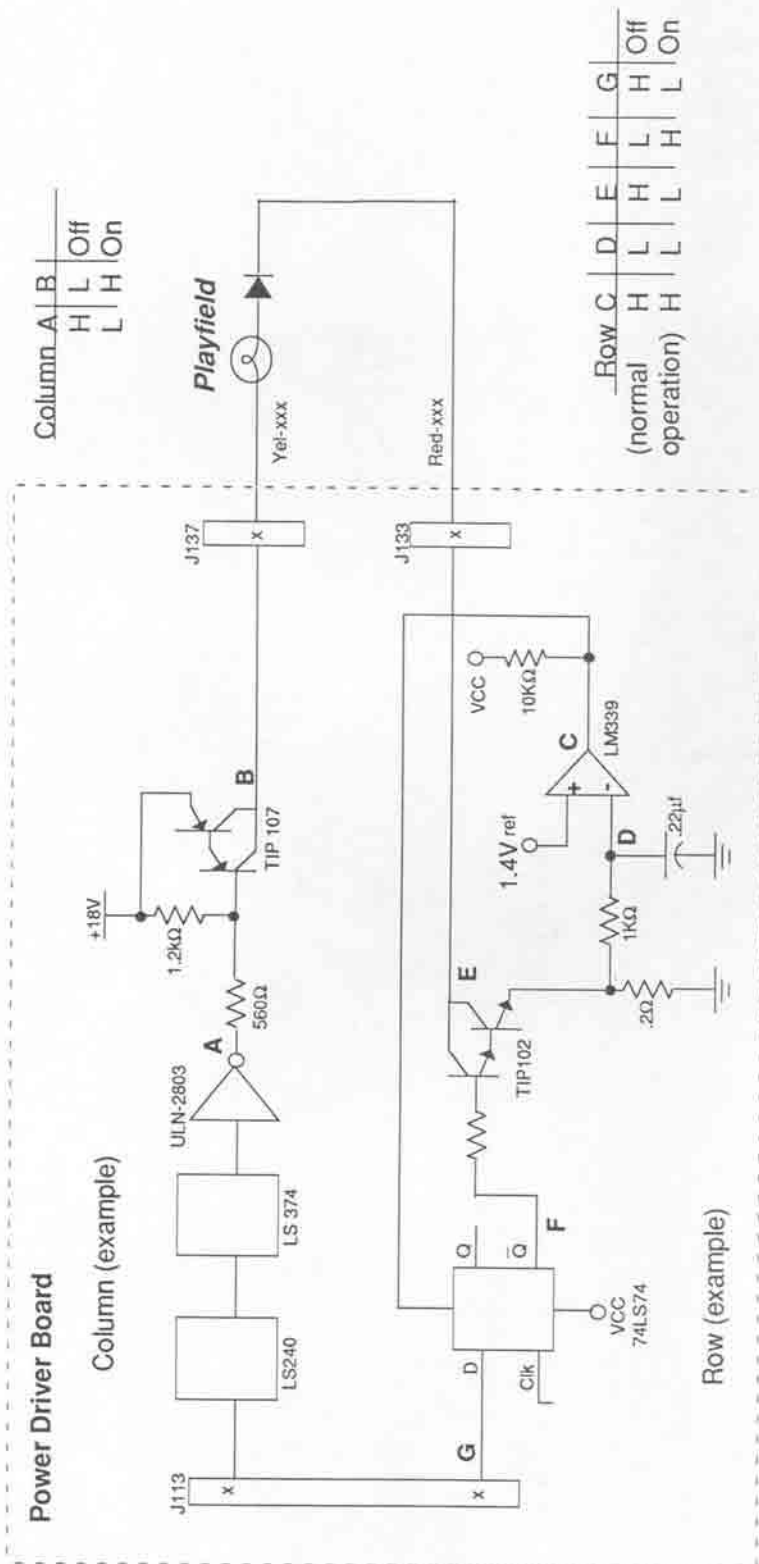 Power Driver Board
Column (example)
J113
x
x
LS240
LS 374
ULN-2803
A
560Ω
1.2kΩ
+18V
TIP 107
B
J137
x
Yel-xxx
Playfield
Column A B
H L Off
L H On
G
D
Clk
Q
Q̅
VCC
74LS74
F
TIP102
E
.2Ω
1KΩ
D
.22µf
1.4V ref
+
-
C
LM339
VCC
10KΩ
J133
x
Red-xxx
Row (example)
Row C D E F G
(normal H L H L H Off
operation) H L L H L On